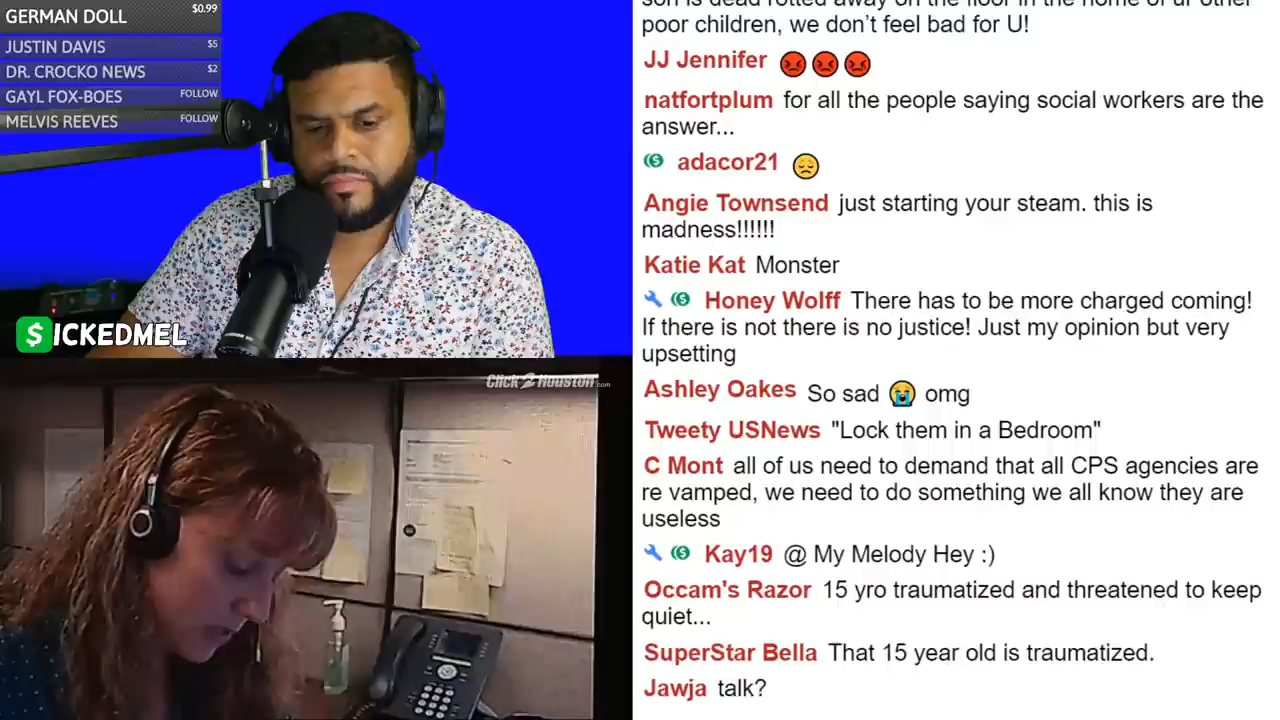 GERMAN DOLL $0.99
JUSTIN DAVIS $5
DR. CROCKO NEWS $2
GAYL FOX-BOES FOLLOW
MELVIS REEVES FOLLOW
$ICKEDMEL
Click2Houston.com
son is dead rotted away on the floor in the home of ur other
poor children, we don’t feel bad for U!
JJ Jennifer 😡 😡 😡
natfortplum for all the people saying social workers are the
answer...
adacor21 😞
Angie Townsend just starting your steam. this is
madness!!!!!!
Katie Kat Monster
Honey Wolff There has to be more charged coming!
If there is not there is no justice! Just my opinion but very
upsetting
Ashley Oakes So sad 😭 omg
Tweety USNews "Lock them in a Bedroom"
C Mont all of us need to demand that all CPS agencies are
re vamped, we need to do something we all know they are
useless
Kay19 @ My Melody Hey :)
Occam's Razor 15 yro traumatized and threatened to keep
quiet...
SuperStar Bella That 15 year old is traumatized.
Jawja talk?